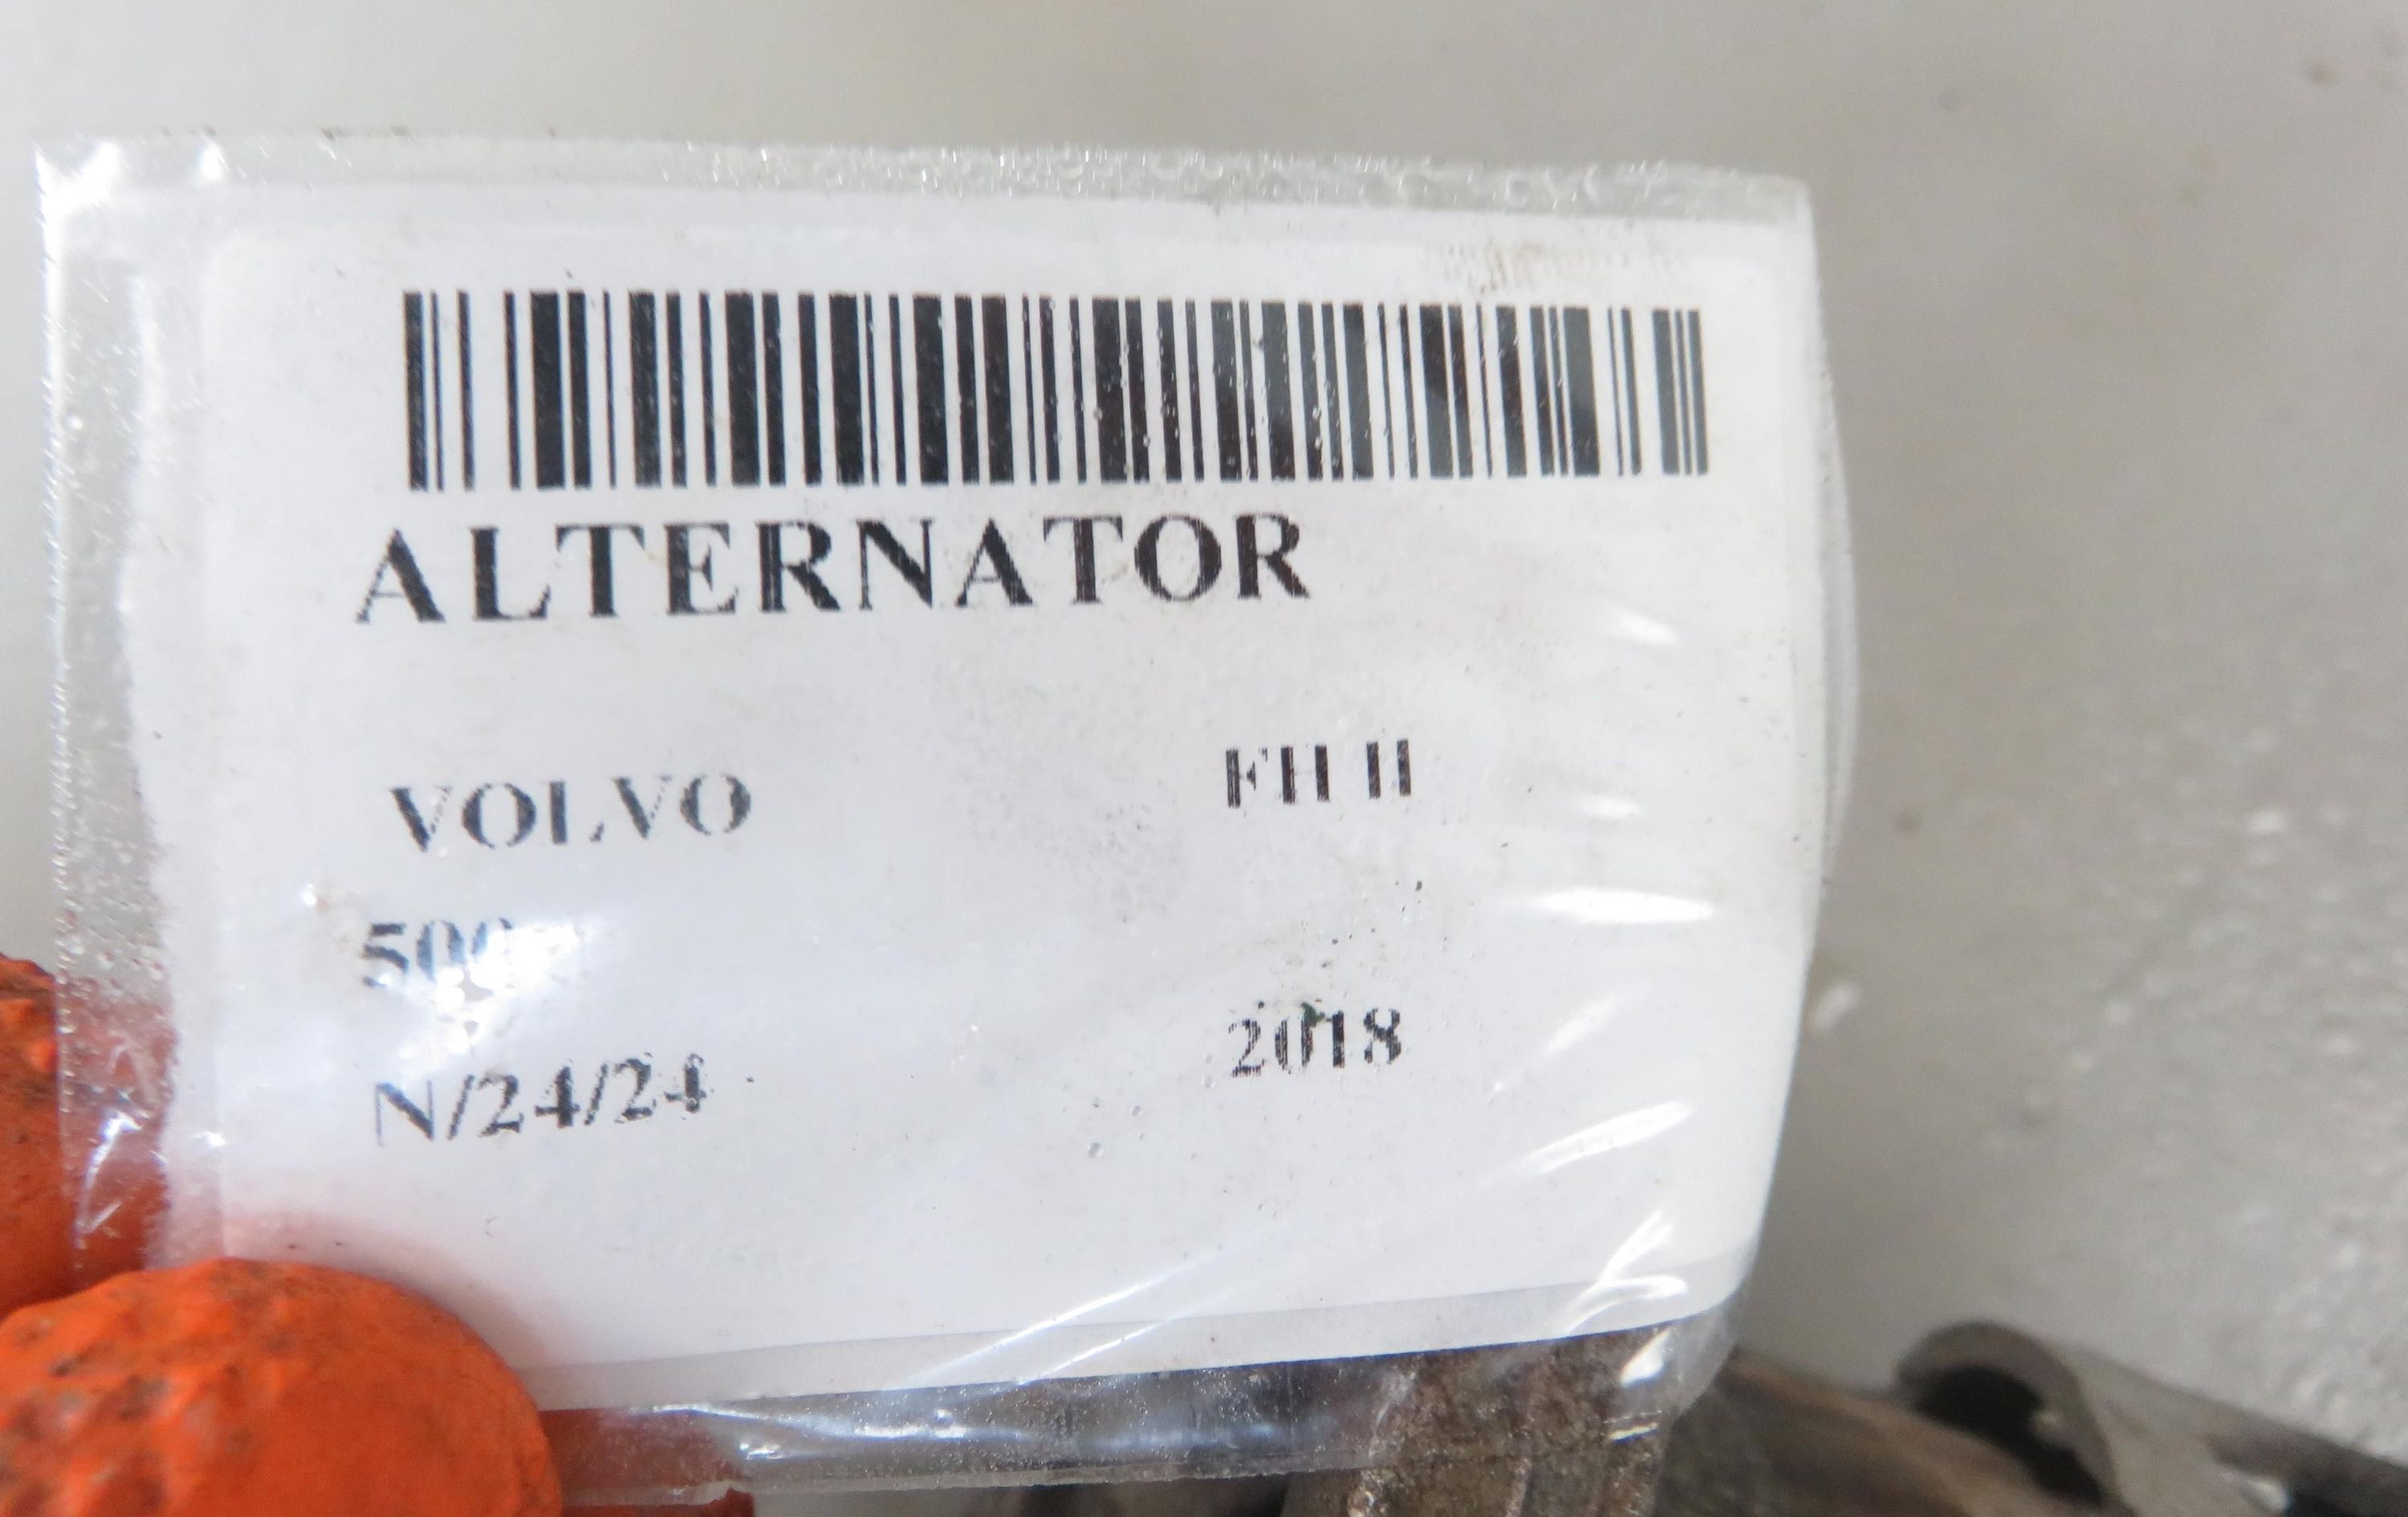 ALTERNATOR
VOLVO FH II
500
2018
N/24/24